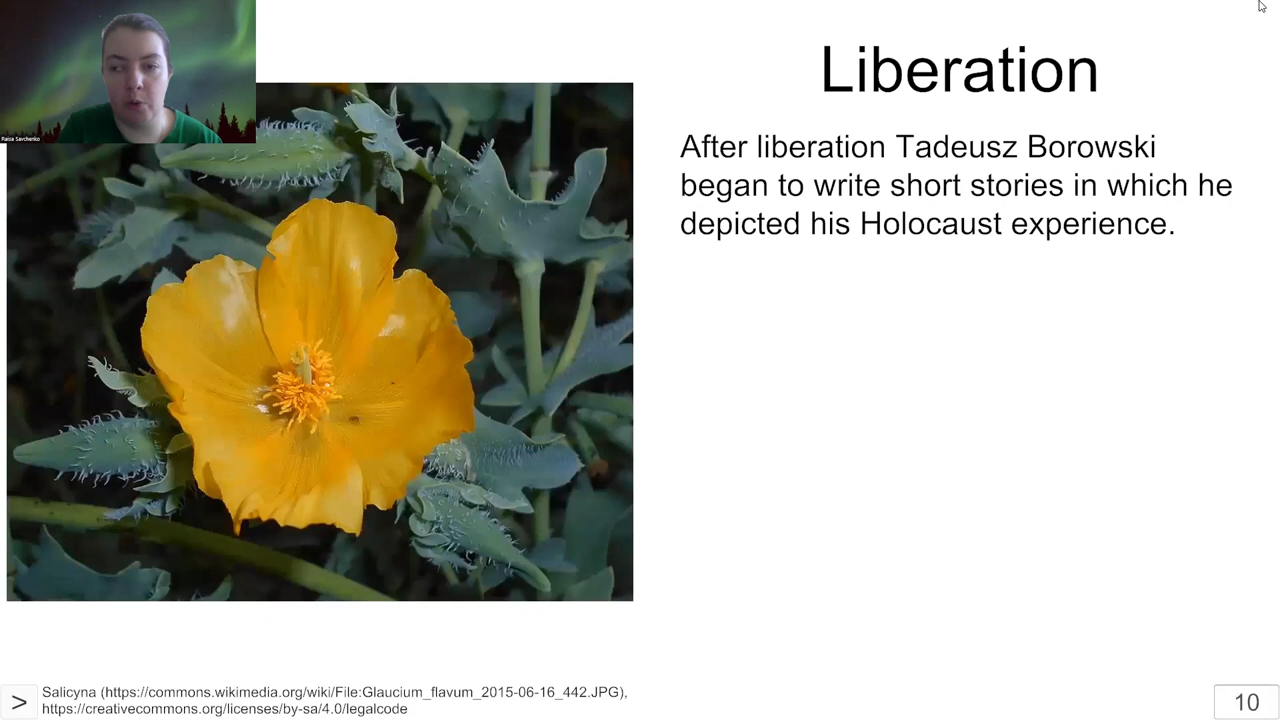 Raisa Savchenko
Liberation
After liberation Tadeusz Borowski
began to write short stories in which he
depicted his Holocaust experience.
> Salicyna (https://commons.wikimedia.org/wiki/File:Glaucium_flavum_2015-06-16_442.JPG),
https://creativecommons.org/licenses/by-sa/4.0/legalcode
10